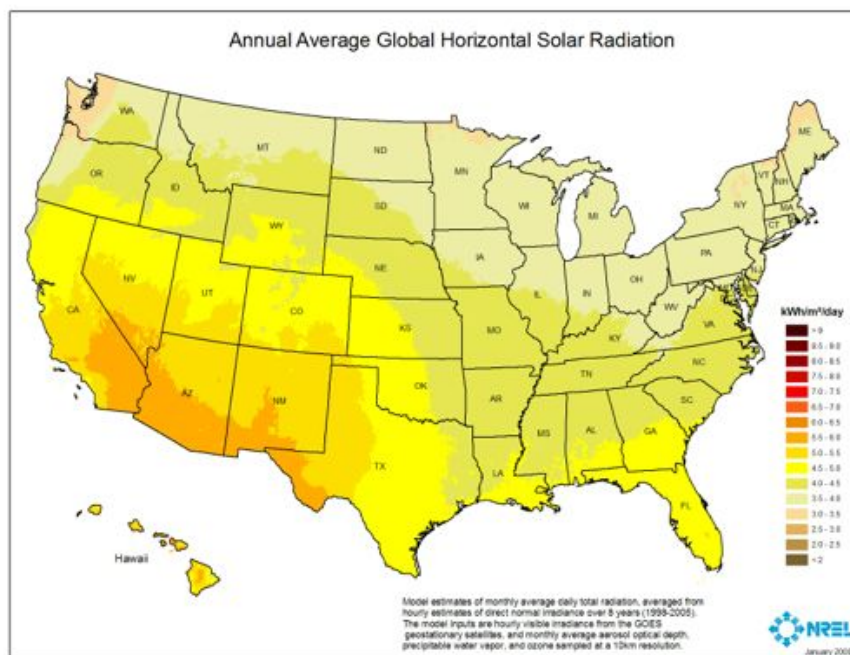 Annual Average Global Horizontal Solar Radiation
WA
MT
ND
MN
ME
OR
ID
SD
WI
MI
VT
NH
NY
MA
CT
WY
IA
PA
NE
NJ
NV
UT
CO
IL
IN
OH
WV
CA
KS
MO
KY
VA
OK
TN
NC
AZ
NM
AR
SC
MS
AL
GA
TX
LA
FL
Hawaii
kWh/m²/day
> 9
8.5 - 9.0
8.0 - 8.5
7.5 - 8.0
7.0 - 7.5
6.5 - 7.0
6.0 - 6.5
5.5 - 6.0
5.0 - 5.5
4.5 - 5.0
4.0 - 4.5
3.5 - 4.0
3.0 - 3.5
2.5 - 3.0
2.0 - 2.5
< 2
Model estimates of monthly average daily total radiation, averaged from
hourly estimates of direct normal irradiance over 8 years (1998-2005).
The model inputs are hourly visible irradiance from the GOES
geostationary satellites, and monthly average aerosol optical depth,
precipitable water vapor, and ozone sampled at a 10km resolution.
NREL
January 2008